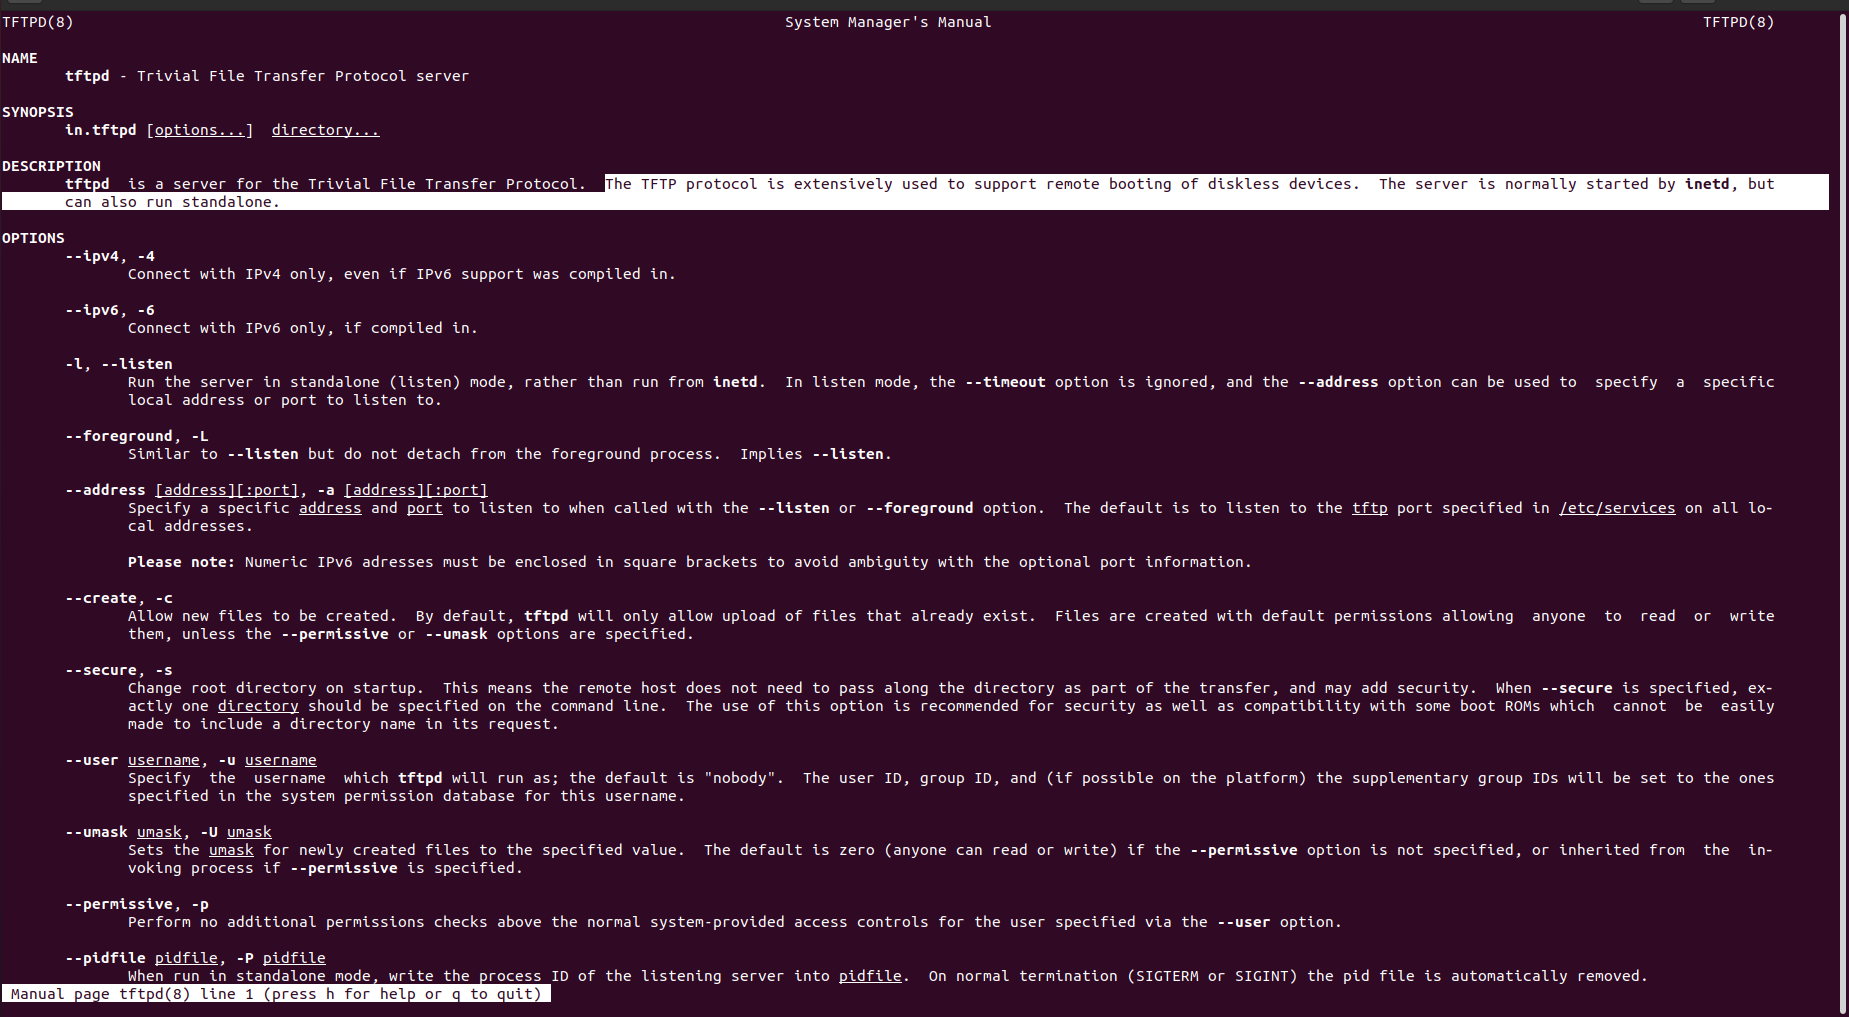 TFTPD(8) System Manager's Manual TFTPD(8)
NAME
tftpd - Trivial File Transfer Protocol server
SYNOPSIS
in.tftpd [options...] directory...
DESCRIPTION
tftpd is a server for the Trivial File Transfer Protocol. The TFTP protocol is extensively used to support remote booting of diskless devices. The server is normally started by inetd, but
can also run standalone.
OPTIONS
--ipv4, -4
Connect with IPv4 only, even if IPv6 support was compiled in.
--ipv6, -6
Connect with IPv6 only, if compiled in.
-l, --listen
Run the server in standalone (listen) mode, rather than run from inetd. In listen mode, the --timeout option is ignored, and the --address option can be used to specify a specific
local address or port to listen to.
--foreground, -L
Similar to --listen but do not detach from the foreground process. Implies --listen.
--address [address][:port], -a [address][:port]
Specify a specific address and port to listen to when called with the --listen or --foreground option. The default is to listen to the tftp port specified in /etc/services on all lo-
cal addresses.
Please note: Numeric IPv6 adresses must be enclosed in square brackets to avoid ambiguity with the optional port information.
--create, -c
Allow new files to be created. By default, tftpd will only allow upload of files that already exist. Files are created with default permissions allowing anyone to read or write
them, unless the --permissive or --umask options are specified.
--secure, -s
Change root directory on startup. This means the remote host does not need to pass along the directory as part of the transfer, and may add security. When --secure is specified, ex-
actly one directory should be specified on the command line. The use of this option is recommended for security as well as compatibility with some boot ROMs which cannot be easily
made to include a directory name in its request.
--user username, -u username
Specify the username which tftpd will run as; the default is "nobody". The user ID, group ID, and (if possible on the platform) the supplementary group IDs will be set to the ones
specified in the system permission database for this username.
--umask umask, -U umask
Sets the umask for newly created files to the specified value. The default is zero (anyone can read or write) if the --permissive option is not specified, or inherited from the in-
voking process if --permissive is specified.
--permissive, -p
Perform no additional permissions checks above the normal system-provided access controls for the user specified via the --user option.
--pidfile pidfile, -P pidfile
When run in standalone mode, write the process ID of the listening server into pidfile. On normal termination (SIGTERM or SIGINT) the pid file is automatically removed.
Manual page tftpd(8) line 1 (press h for help or q to quit)